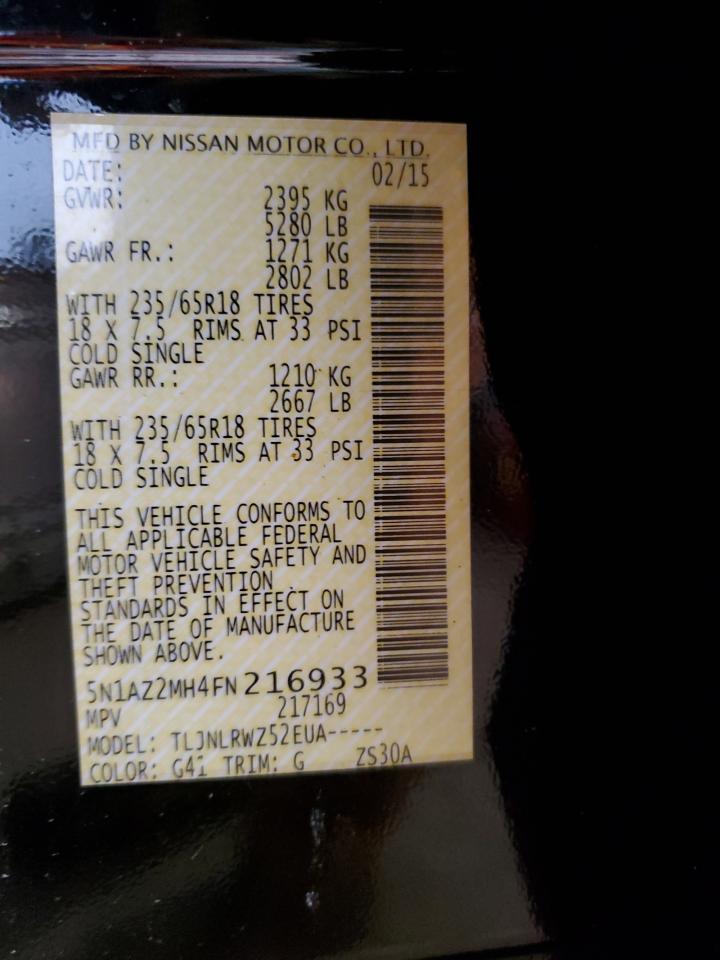 MFD BY NISSAN MOTOR CO., LTD.
DATE: 02/15
GVWR: 2395 KG
5280 LB
GAWR FR.: 1271 KG
2802 LB
WITH 235/65R18 TIRES
18 X 7.5 RIMS AT 33 PSI
COLD SINGLE
GAWR RR.: 1210 KG
2667 LB
WITH 235/65R18 TIRES
18 X 7.5 RIMS AT 33 PSI
COLD SINGLE
THIS VEHICLE CONFORMS TO
ALL APPLICABLE FEDERAL
MOTOR VEHICLE SAFETY AND
THEFT PREVENTION
STANDARDS IN EFFECT ON
THE DATE OF MANUFACTURE
SHOWN ABOVE.
5N1AZ2MH4FN216933
MPV 217169
MODEL: TLJNLRWZ52EUA-----
COLOR: G41 TRIM: G ZS30A